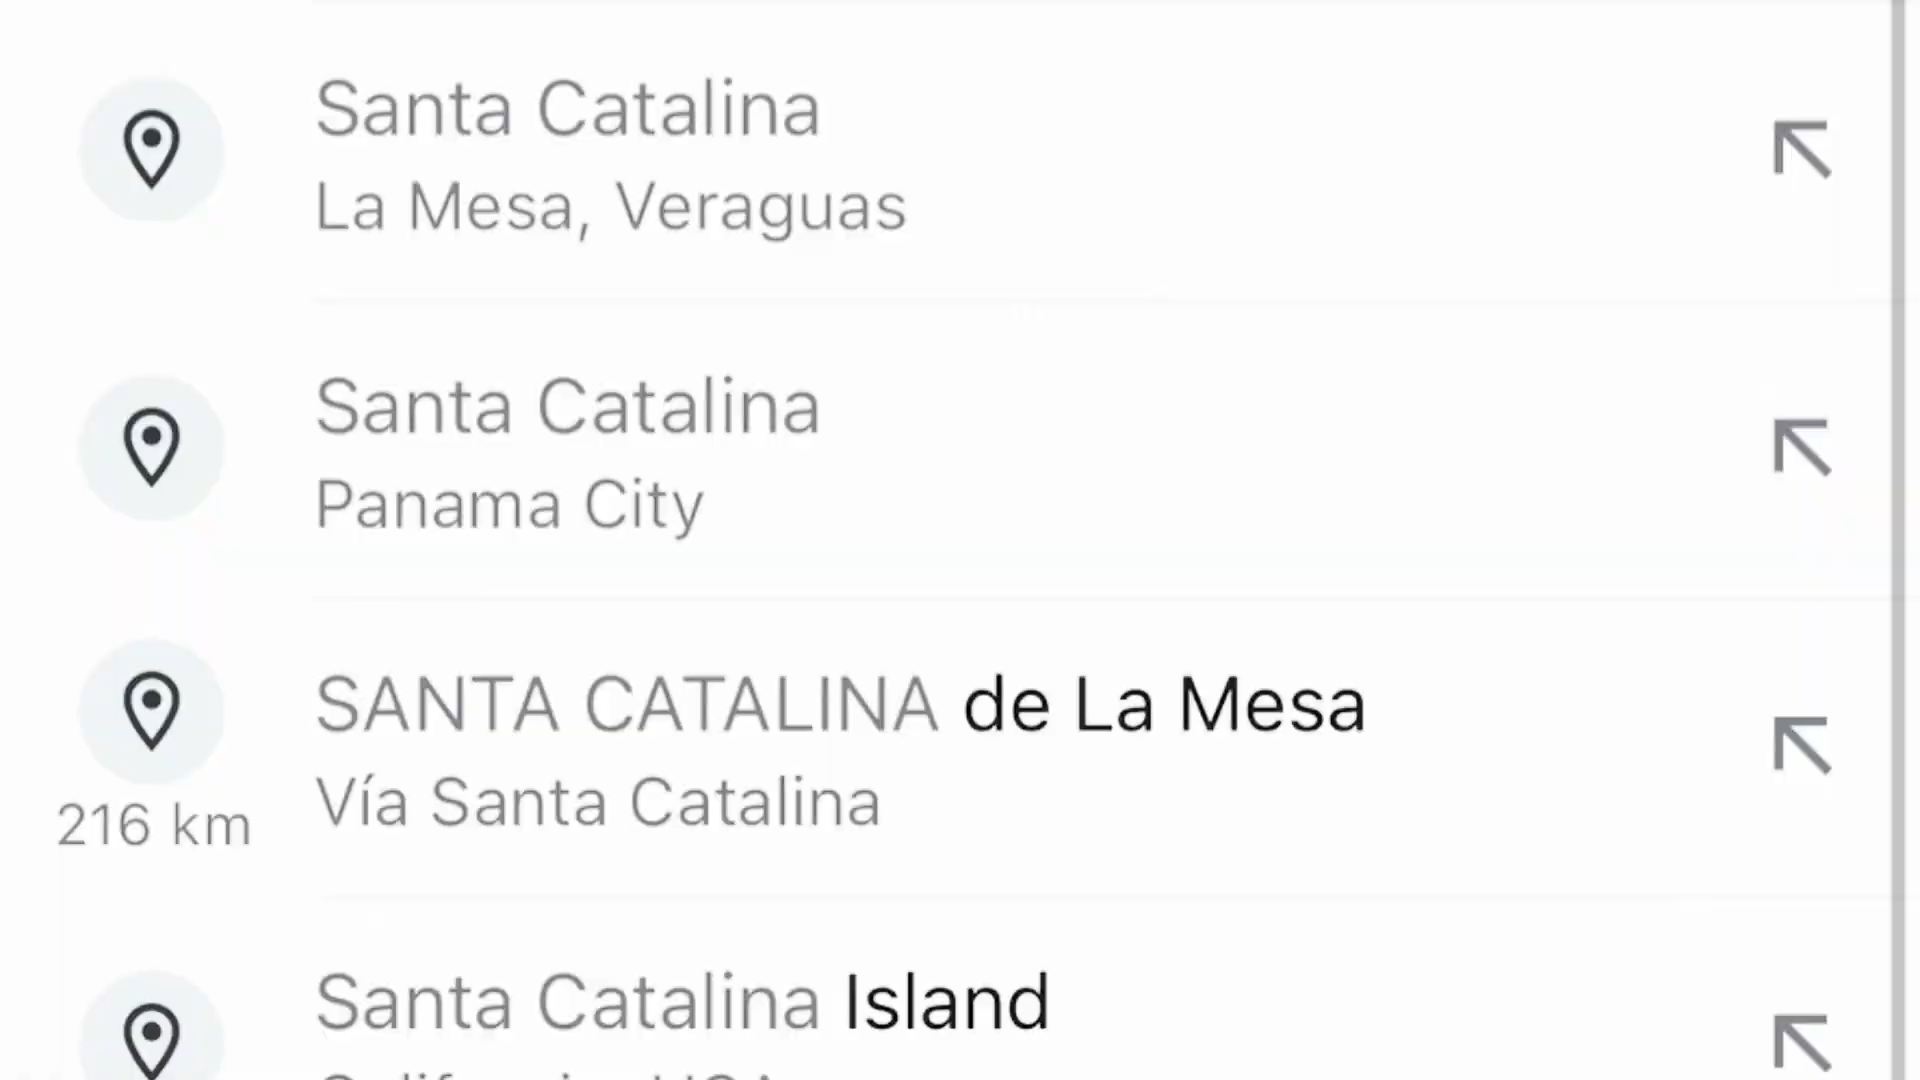 Santa Catalina
La Mesa, Veraguas
Santa Catalina
Panama City
SANTA CATALINA de La Mesa
Vía Santa Catalina
216 km
Santa Catalina Island